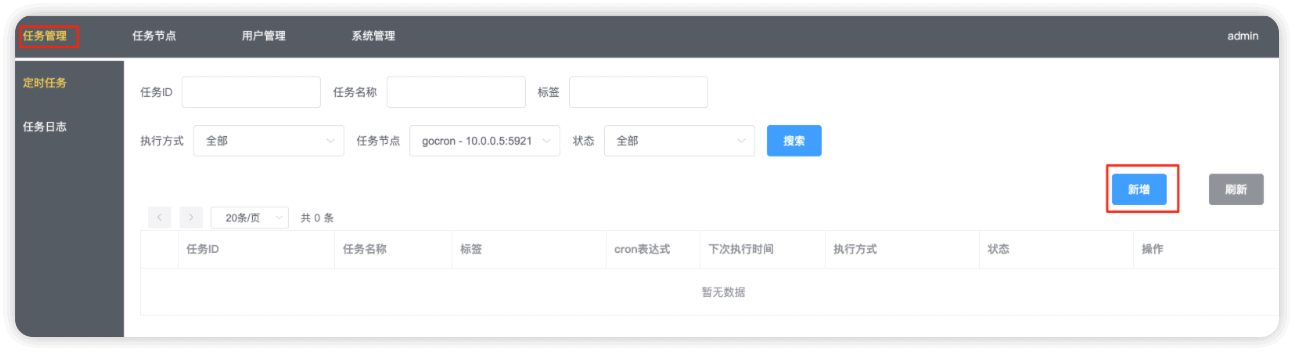 任务管理 任务节点 用户管理 系统管理 admin
定时任务
任务日志
任务ID 任务名称 标签
执行方式 全部 任务节点 gocron - 10.0.0.5:5921 状态 全部 搜索
新增 刷新
< > 20条/页 共 0 条
任务ID 任务名称 标签 cron表达式 下次执行时间 执行方式 状态 操作
暂无数据